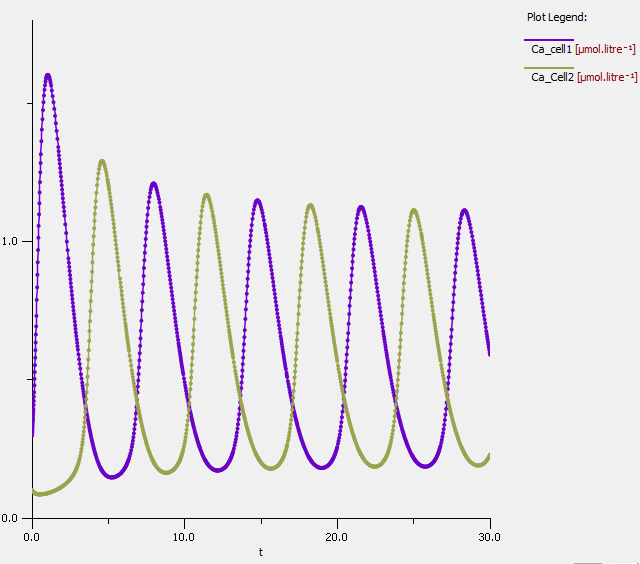 Plot Legend:
Ca_cell1 [µmol.litre⁻¹]
Ca_Cell2 [µmol.litre⁻¹]
1.0
0.0
0.0 10.0 20.0 30.0
t